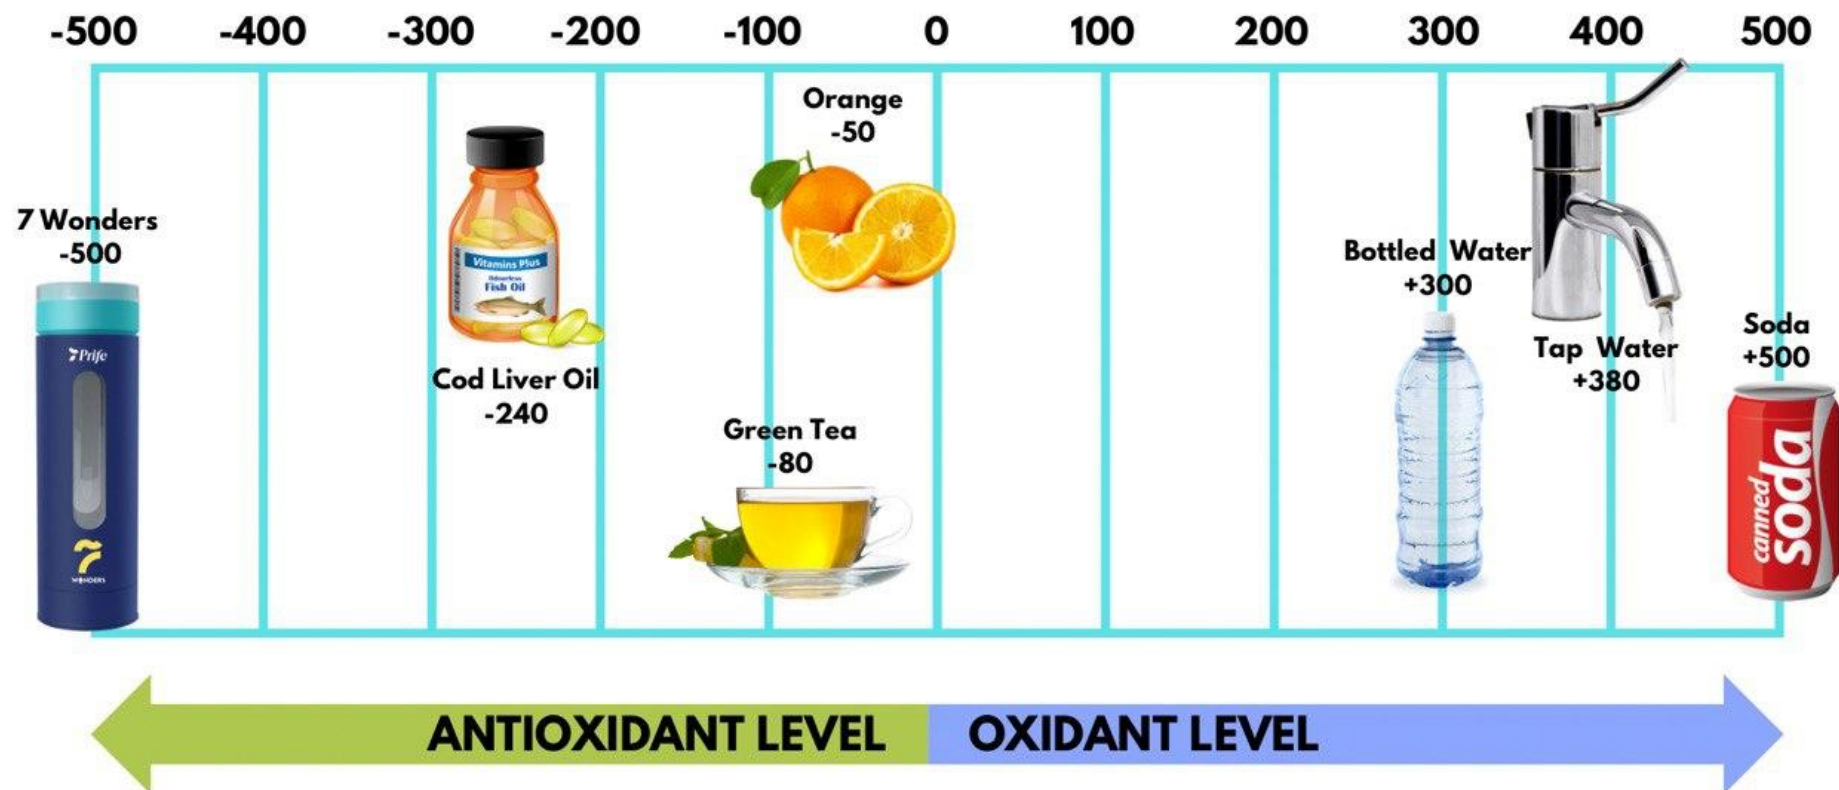 -500 -400 -300 -200 -100 0 100 200 300 400 500
Orange
-50
7 Wonders
-500
7Prife
WONDERS
Vitamins Plus
Odourless
Fish Oil
Cod Liver Oil
-240
Green Tea
-80
Bottled Water
+300
Tap Water
+380
Soda
+500
canned
soda
ANTIOXIDANT LEVEL OXIDANT LEVEL